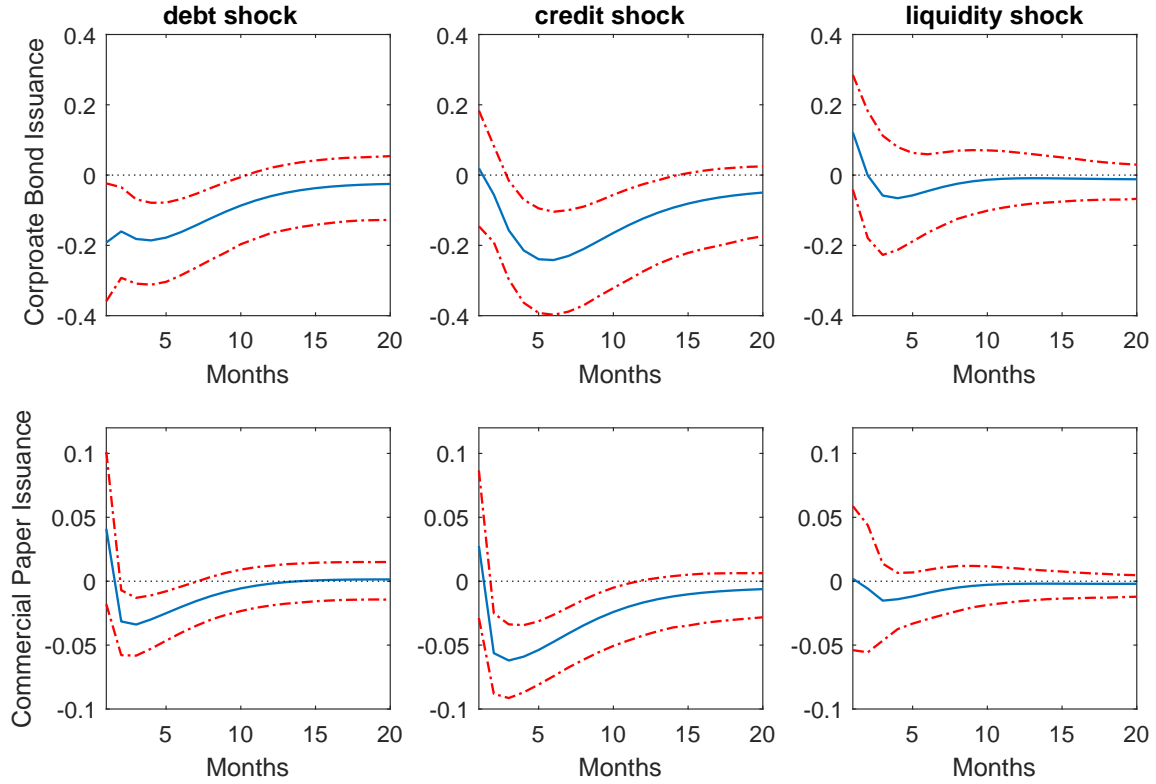 debt shock
credit shock
liquidity shock
Corproate Bond Issuance
0.4
0.2
0
-0.2
-0.4
5 10 15 20
Months
0.4
0.2
0
-0.2
-0.4
5 10 15 20
Months
0.4
0.2
0
-0.2
-0.4
5 10 15 20
Months
Commercial Paper Issuance
0.1
0.05
0
-0.05
-0.1
5 10 15 20
Months
0.1
0.05
0
-0.05
-0.1
5 10 15 20
Months
0.1
0.05
0
-0.05
-0.1
5 10 15 20
Months